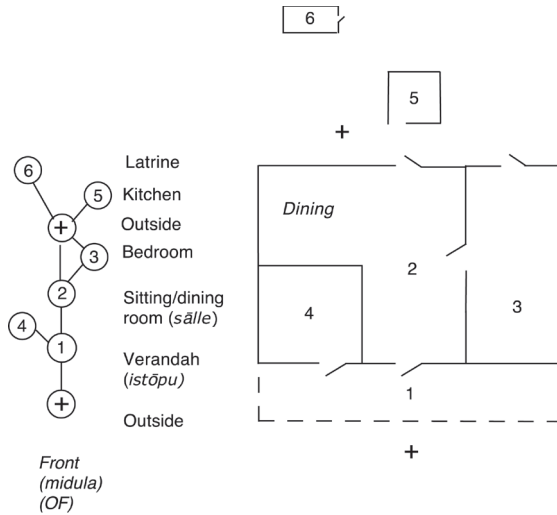 6
5
+
6
Latrine
5
Kitchen
+
Outside
3
Bedroom
2
Sitting/dining
room (sālle)
4
1
Verandah
(istōpu)
+
Outside
Front
(midula)
(OF)
Dining
2
4
3
1
+